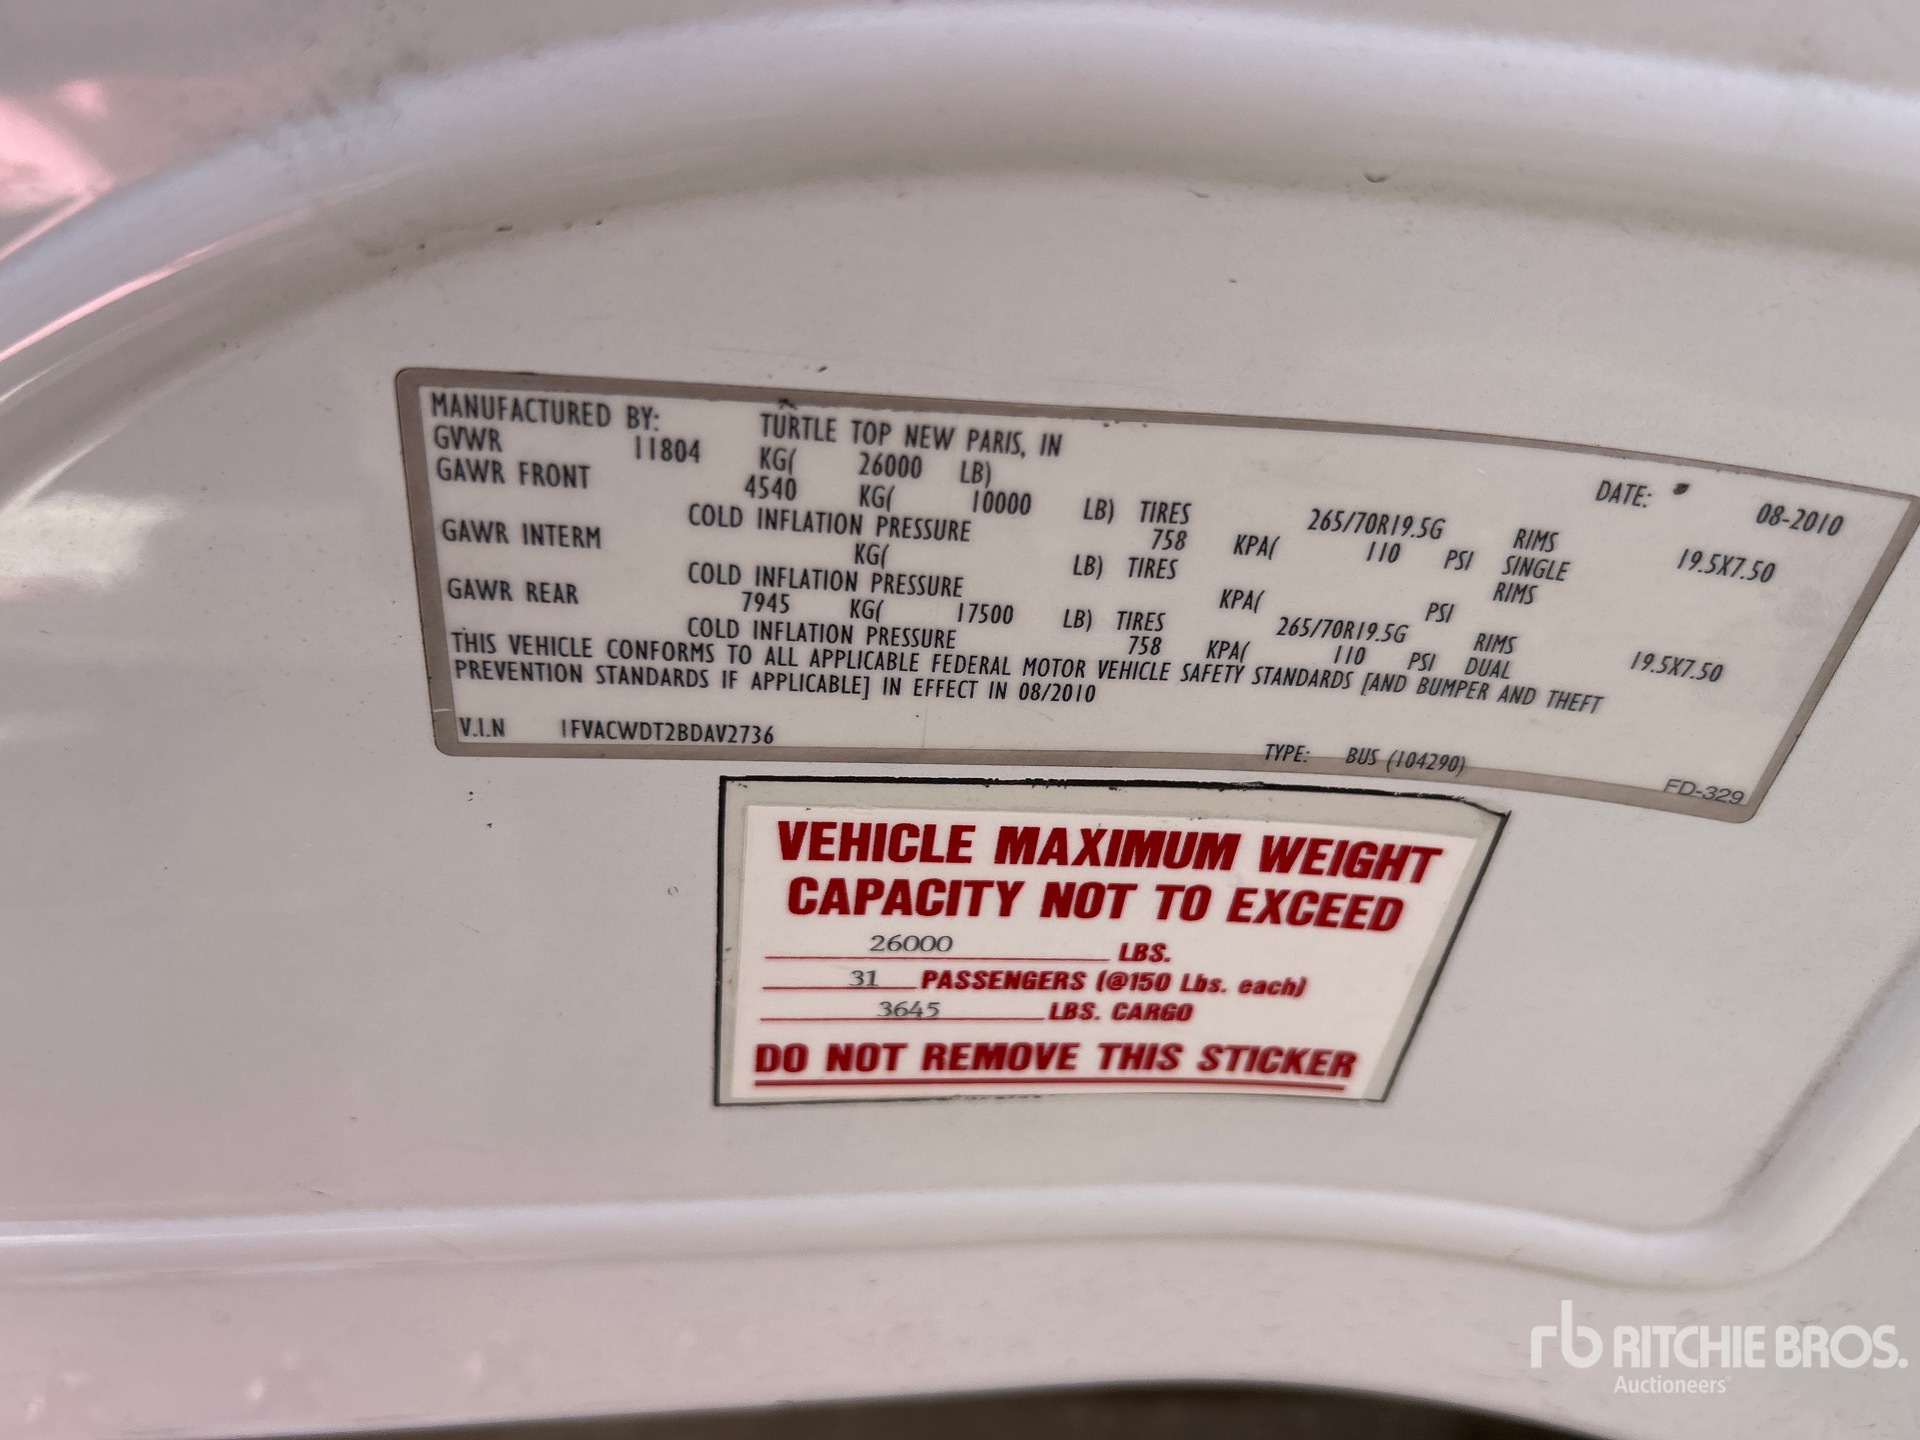 MANUFACTURED BY: TURTLE TOP NEW PARIS, IN DATE: 08-2010
GVWR 11804 KG( 26000 LB)
GAWR FRONT 4540 KG( 10000 LB) TIRES 265/70R19.5G RIMS 19.5X7.50
COLD INFLATION PRESSURE 758 KPA( 110 PSI SINGLE
GAWR INTERM KG( LB) TIRES RIMS
COLD INFLATION PRESSURE KPA( PSI
GAWR REAR 7945 KG( 17500 LB) TIRES 265/70R19.5G RIMS 19.5X7.50
COLD INFLATION PRESSURE 758 KPA( 110 PSI DUAL
THIS VEHICLE CONFORMS TO ALL APPLICABLE FEDERAL MOTOR VEHICLE SAFETY STANDARDS [AND BUMPER AND THEFT
PREVENTION STANDARDS IF APPLICABLE] IN EFFECT IN 08/2010
V.I.N 1FVACWDT2BDAV2736 TYPE: BUS (104290)
FD-329
VEHICLE MAXIMUM WEIGHT
CAPACITY NOT TO EXCEED
26000 LBS.
31 PASSENGERS (@150 Lbs. each)
3645 LBS. CARGO
DO NOT REMOVE THIS STICKER
rb RITCHIE BROS.
Auctioneers